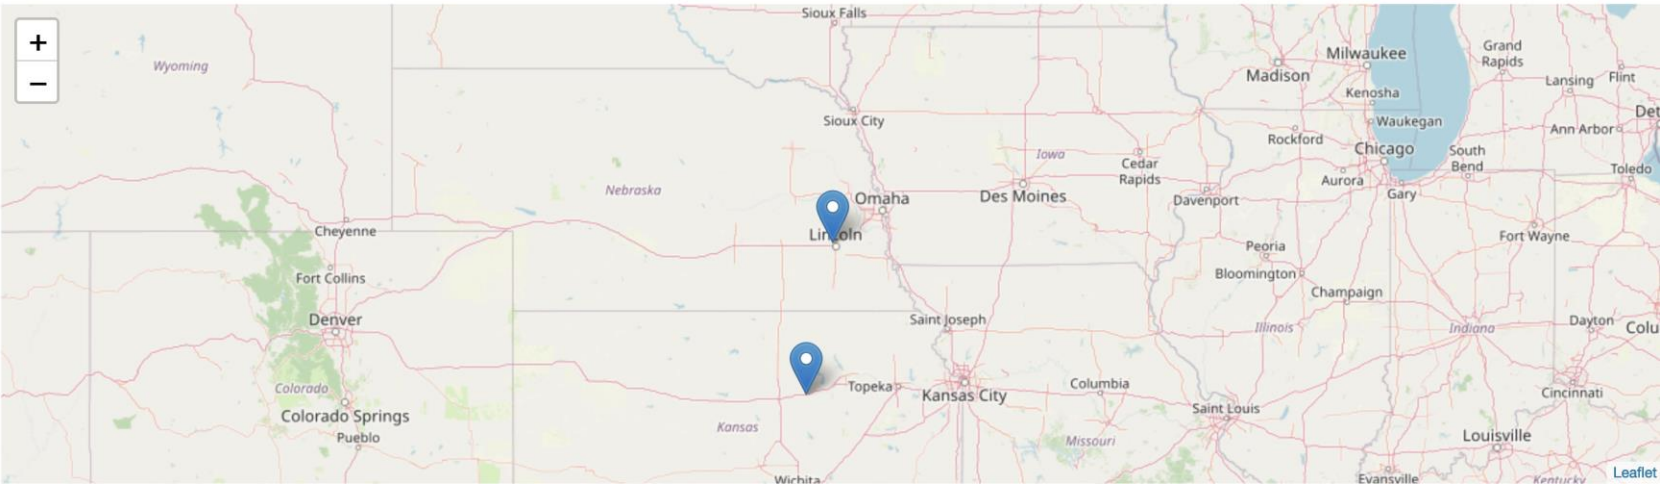 +
−
Sioux Falls
Wyoming
Milwaukee
Grand
Rapids
Madison
Lansing
Flint
Kenosha
Det
Sioux City
Waukegan
Ann Arbor
Rockford
Chicago
South
Bend
Iowa
Cedar
Rapids
Toledo
Aurora
Gary
Nebraska
Omaha
Des Moines
Davenport
Cheyenne
Lincoln
Fort Wayne
Peoria
Bloomington
Fort Collins
Champaign
Denver
Saint Joseph
Illinois
Indiana
Dayton
Colu
Colorado
Topeka
Kansas City
Columbia
Cincinnati
Colorado Springs
Saint Louis
Pueblo
Kansas
Missouri
Louisville
Wichita
Evansville
Kentucky
Leaflet